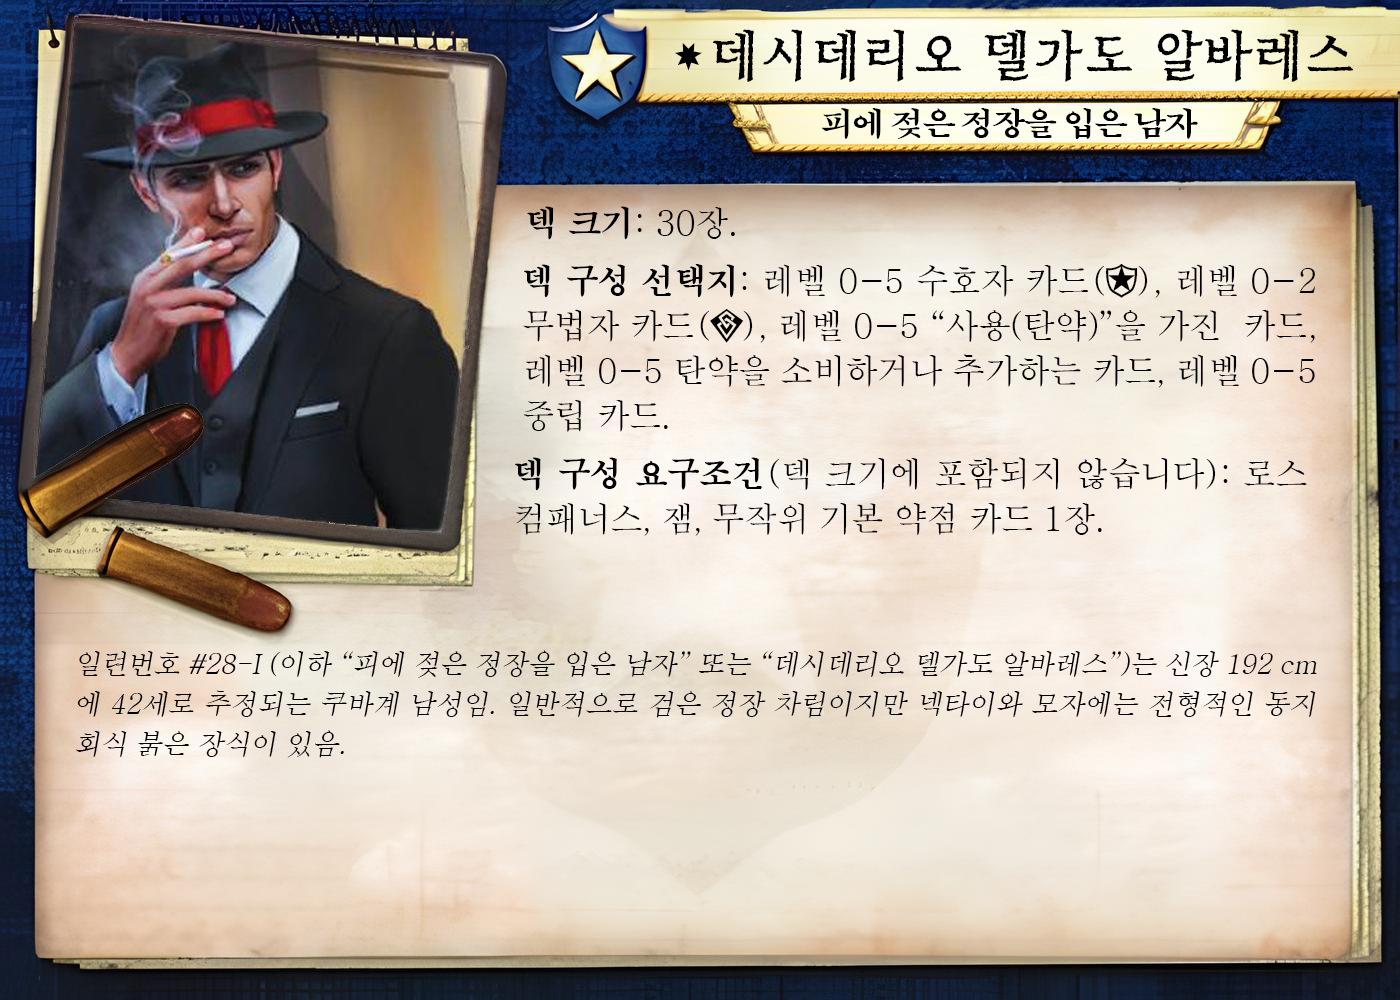 데시데리오 델가도 알바레스
피에 젖은 정장을 입은 남자
덱 크기: 30장.
덱 구성 선택지: 레벨 0–5 수호자 카드( ), 레벨 0–2
무법자 카드( ), 레벨 0–5 “사용(탄약)”을 가진 카드,
레벨 0–5 탄약을 소비하거나 추가하는 카드, 레벨 0–5
중립 카드.
덱 구성 요구조건(덱 크기에 포함되지 않습니다): 로스
컴패너스, 잼, 무작위 기본 약점 카드 1장.
일련번호 #28-I (이하 “피에 젖은 정장을 입은 남자” 또는 “데시데리오 델가도 알바레스”)는 신장 192 cm
에 42세로 추정되는 쿠바계 남성임. 일반적으로 검은 정장 차림이지만 넥타이와 모자에는 전형적인 동지
회식 붉은 장식이 있음.